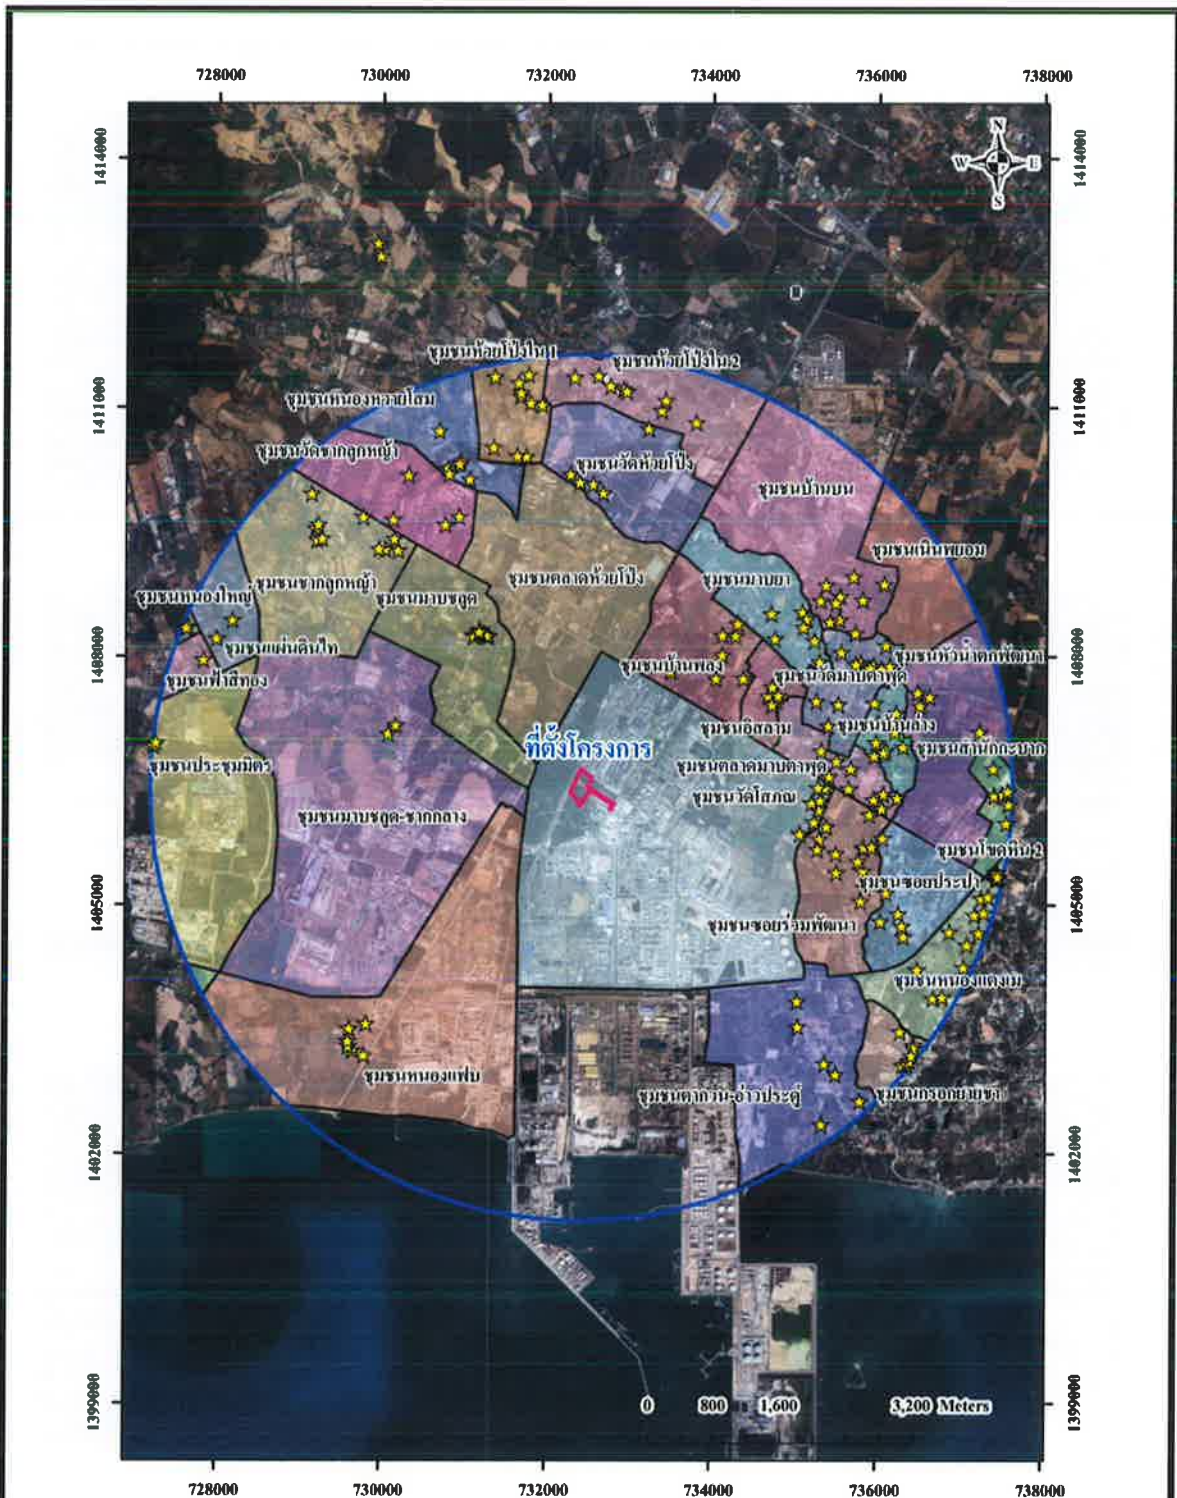 728000 730000 732000 734000 736000 738000
1414000 1414000
N
W E
S
ชุมชนห้วยโป่งใน 1
ชุมชนห้วยโป่งใน 2
1411000 1411000
ชุมชนหนองหวายโสม
ชุมชนวัดชากลูกหญ้า
ชุมชนวัดห้วยโป่ง
ชุมชนบ้านบน
ชุมชนเนินพยอม
ชุมชนชากลูกหญ้า
ชุมชนตลาดห้วยโป่ง
ชุมชนมาบยา
ชุมชนหนองใหญ่
ชุมชนมาบชลูด
ชุมชนแผ่นดินไท
1408000 1408000
ชุมชนหัวน้ำตกพัฒนา
ชุมชนบ้านพลง
ชุมชนวัดมาบตาพุด
ชุมชนฟ้าสีทอง
ชุมชนอิสลาม
ชุมชนบ้านล่าง
ที่ตั้งโครงการ
ชุมชนสำนักกะบาก
ชุมชนประชุมมิตร
ชุมชนตลาดมาบตาพุด
ชุมชนวัดโสภณ
ชุมชนมาบชลูด-ชากกลาง
ชุมชนโขดหิน 2
ชุมชนซอยประปา
1405000 1405000
ชุมชนซอยร่วมพัฒนา
ชุมชนหนองแตงเม
ชุมชนหนองแฟบ
ชุมชนตากวน-อ่าวประดู่
ชุมชนกรอกยายชา
1402000 1402000
1399000 1399000
0 800 1,600 3,200 Meters
728000 730000 732000 734000 736000 738000